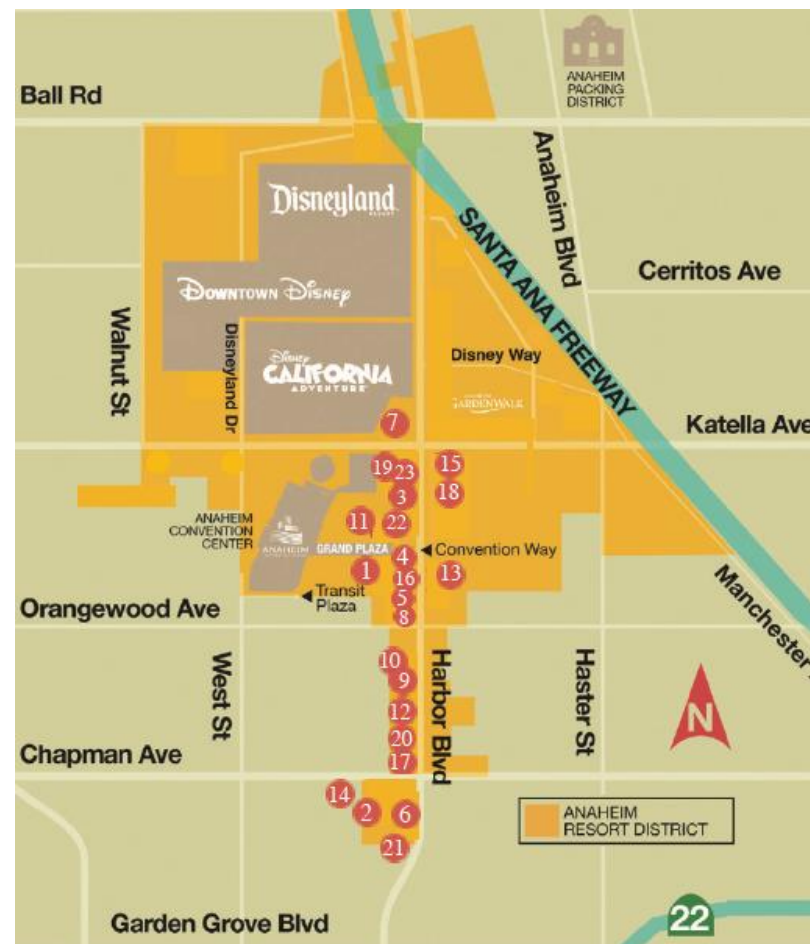 ANAHEIM
PACKING
DISTRICT
Ball Rd
Anaheim Blvd
Disneyland
RESORT
SANTA ANA FREEWAY
Cerritos Ave
DOWNTOWN DISNEY
Walnut St
Disneyland Dr
Disney Way
Disney
CALIFORNIA
ADVENTURE
GARDENWALK
7
Katella Ave
19
23
15
3
18
11
22
ANAHEIM
CONVENTION
CENTER
ANAHEIM
GRAND PLAZA
4
Convention Way
1
16
13
Transit
Plaza
5
8
Orangewood Ave
Manchester
10
9
West St
Harbor Blvd
Haster St
N
12
20
17
Chapman Ave
14
2
6
21
ANAHEIM
RESORT DISTRICT
22
Garden Grove Blvd